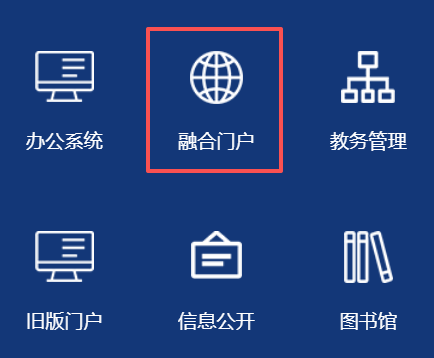 办公系统
融合门户
教务管理
旧版门户
信息公开
图书馆